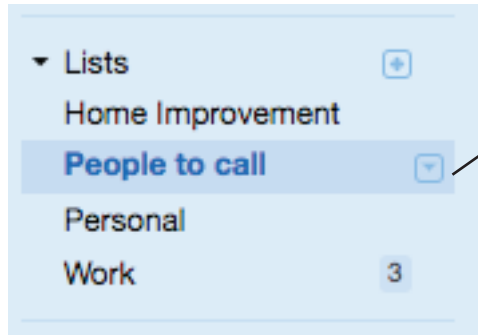 Lists
Home Improvement
People to call
Personal
Work 3